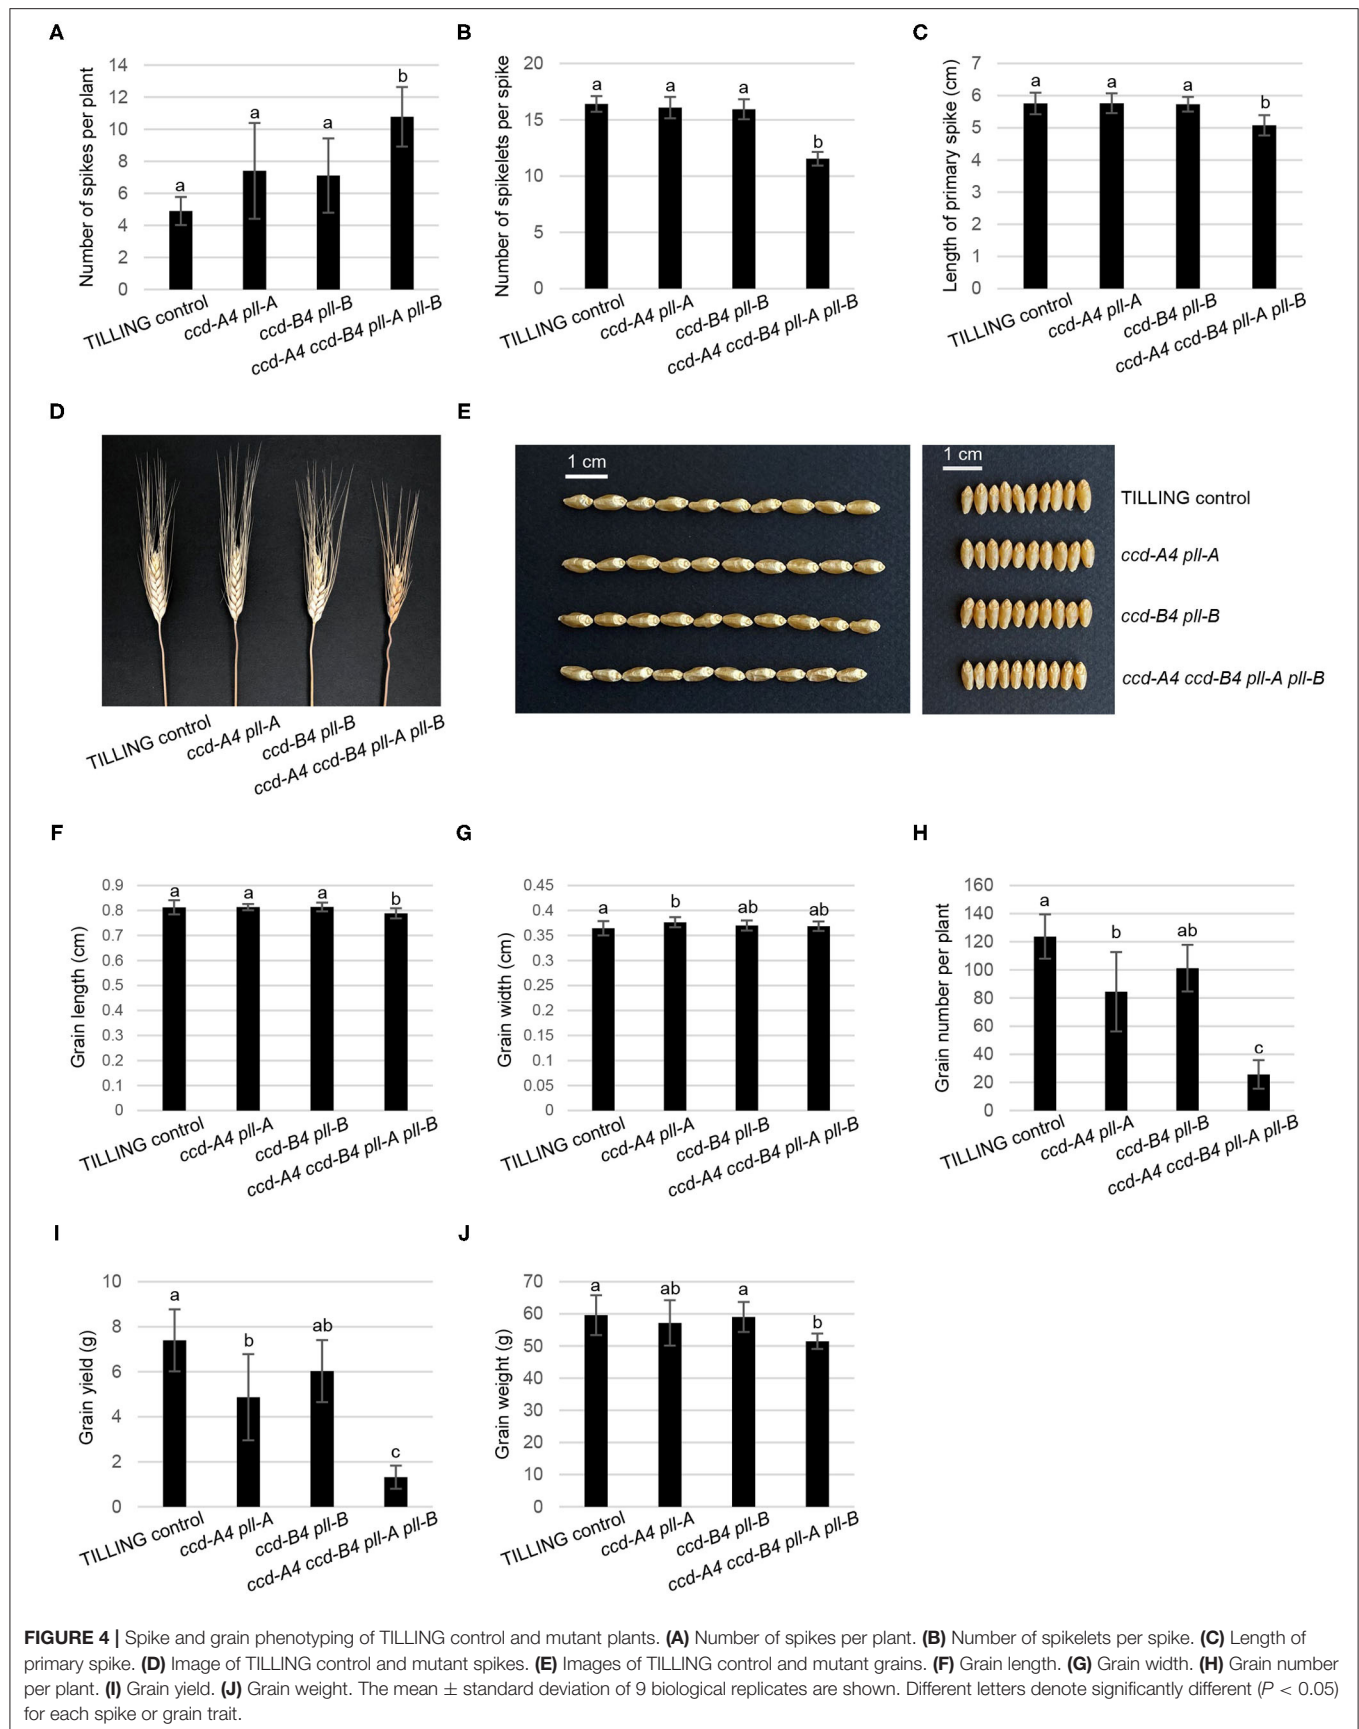 A
Number of spikes per plant
14
12
10
8
6
4
2
0
a
a
a
b
TILLING control
ccd-A4 pll-A
ccd-B4 pll-B
ccd-A4 ccd-B4 pll-A pll-B
B
Number of spikelets per spike
20
15
10
5
0
a
a
a
b
TILLING control
ccd-A4 pll-A
ccd-B4 pll-B
ccd-A4 ccd-B4 pll-A pll-B
C
Length of primary spike (cm)
7
6
5
4
3
2
1
0
a
a
a
b
TILLING control
ccd-A4 pll-A
ccd-B4 pll-B
ccd-A4 ccd-B4 pll-A pll-B
D
TILLING control
ccd-A4 pll-A
ccd-B4 pll-B
ccd-A4 ccd-B4 pll-A pll-B
E
1 cm
1 cm
TILLING control
ccd-A4 pll-A
ccd-B4 pll-B
ccd-A4 ccd-B4 pll-A pll-B
F
Grain length (cm)
0.9
0.8
0.7
0.6
0.5
0.4
0.3
0.2
0.1
0
a
a
a
b
TILLING control
ccd-A4 pll-A
ccd-B4 pll-B
ccd-A4 ccd-B4 pll-A pll-B
G
Grain width (cm)
0.45
0.4
0.35
0.3
0.25
0.2
0.15
0.1
0.05
0
a
b
ab
ab
TILLING control
ccd-A4 pll-A
ccd-B4 pll-B
ccd-A4 ccd-B4 pll-A pll-B
H
Grain number per plant
160
140
120
100
80
60
40
20
0
a
b
ab
c
TILLING control
ccd-A4 pll-A
ccd-B4 pll-B
ccd-A4 ccd-B4 pll-A pll-B
I
Grain yield (g)
10
8
6
4
2
0
a
b
ab
c
TILLING control
ccd-A4 pll-A
ccd-B4 pll-B
ccd-A4 ccd-B4 pll-A pll-B
J
Grain weight (g)
70
60
50
40
30
20
10
0
a
ab
a
b
TILLING control
ccd-A4 pll-A
ccd-B4 pll-B
ccd-A4 ccd-B4 pll-A pll-B
FIGURE 4 | Spike and grain phenotyping of TILLING control and mutant plants. (A) Number of spikes per plant. (B) Number of spikelets per spike. (C) Length of
primary spike. (D) Image of TILLING control and mutant spikes. (E) Images of TILLING control and mutant grains. (F) Grain length. (G) Grain width. (H) Grain number
per plant. (I) Grain yield. (J) Grain weight. The mean ± standard deviation of 9 biological replicates are shown. Different letters denote significantly different (P < 0.05)
for each spike or grain trait.